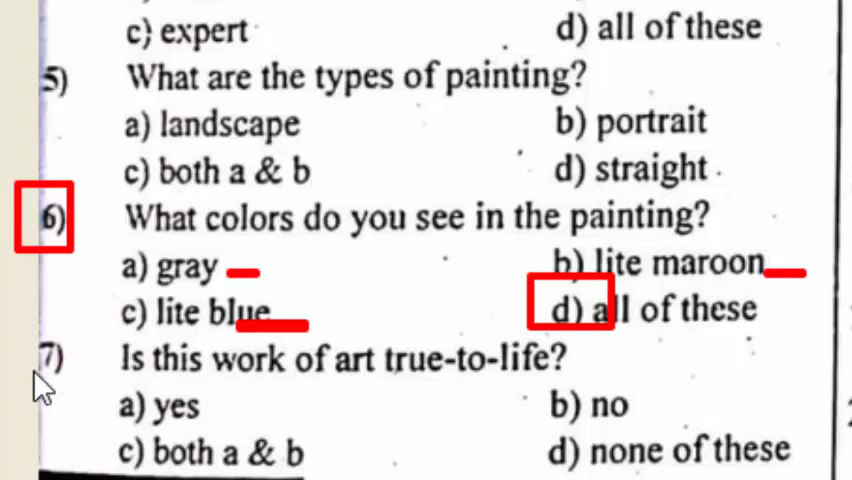 c) expert d) all of these
5) What are the types of painting?
a) landscape b) portrait
c) both a & b d) straight
6) What colors do you see in the painting?
a) gray b) lite maroon
c) lite blue d) all of these
7) Is this work of art true-to-life?
a) yes b) no
c) both a & b d) none of these